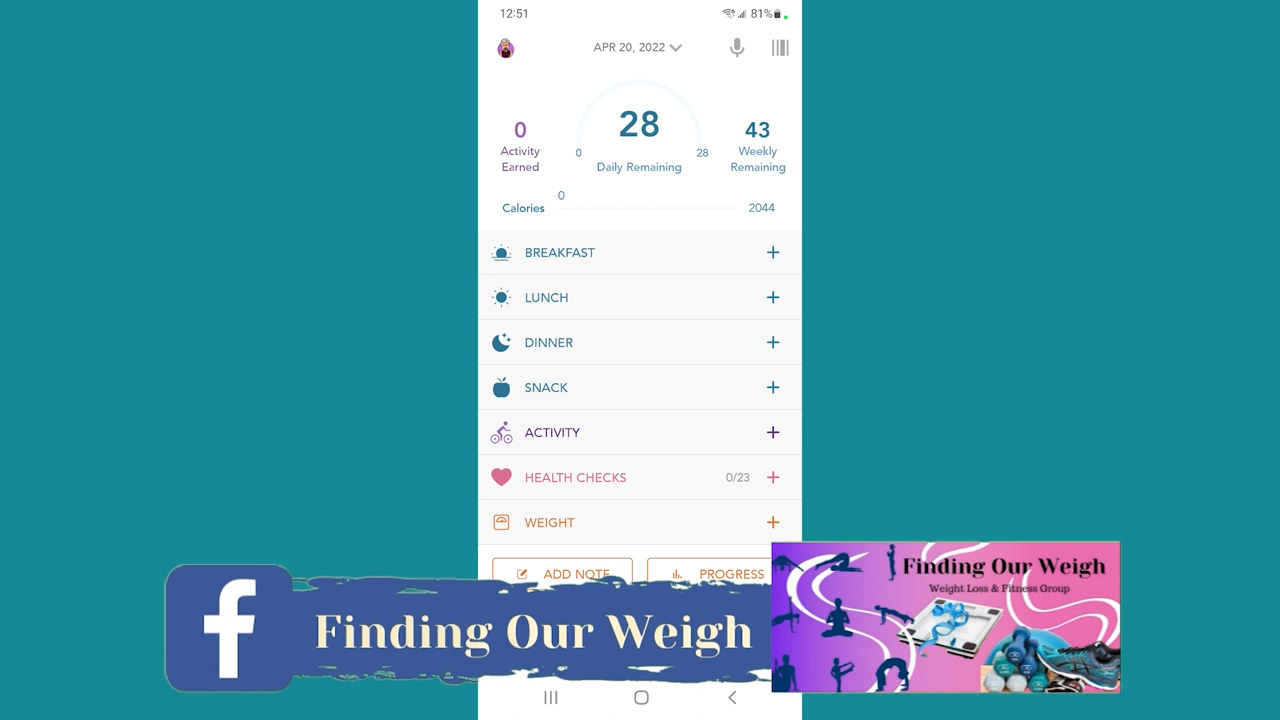 12:51
81%
APR 20, 2022
28
0
Activity
Earned
0
28
Daily Remaining
43
Weekly
Remaining
0
Calories
2044
BREAKFAST
LUNCH
DINNER
SNACK
ACTIVITY
HEALTH CHECKS 0/23
WEIGHT
ADD NOTE
PROGRESS
f Finding Our Weigh
Finding Our Weigh
Weight Loss & Fitness Group